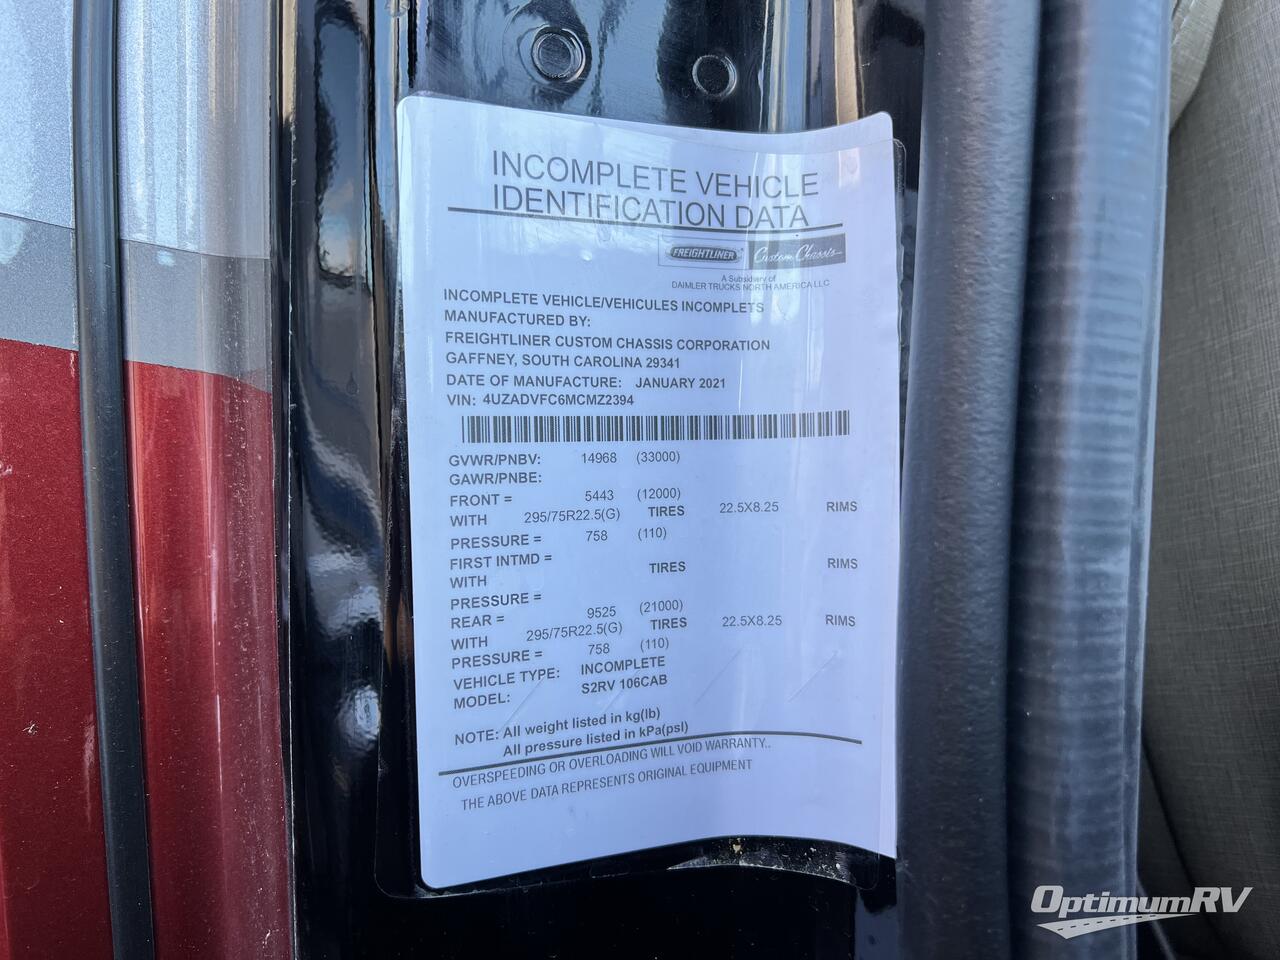 INCOMPLETE VEHICLE
IDENTIFICATION DATA
FREIGHTLINER Custom Chassis
A Subsidiary of
DAIMLER TRUCKS NORTH AMERICA LLC
INCOMPLETE VEHICLE/VEHICULES INCOMPLETS
MANUFACTURED BY:
FREIGHTLINER CUSTOM CHASSIS CORPORATION
GAFFNEY, SOUTH CAROLINA 29341
DATE OF MANUFACTURE: JANUARY 2021
VIN: 4UZADVFC6MCMZ2394
GVWR/PNBV: 14968 (33000)
GAWR/PNBE:
FRONT = 5443 (12000)
WITH 295/75R22.5(G) TIRES 22.5X8.25 RIMS
PRESSURE = 758 (110)
FIRST INTMD =
WITH TIRES RIMS
PRESSURE =
REAR = 9525 (21000)
WITH 295/75R22.5(G) TIRES 22.5X8.25 RIMS
PRESSURE = 758 (110)
VEHICLE TYPE: INCOMPLETE
MODEL: S2RV 106CAB
NOTE: All weight listed in kg(lb)
All pressure listed in kPa(psl)
OVERSPEEDING OR OVERLOADING WILL VOID WARRANTY..
THE ABOVE DATA REPRESENTS ORIGINAL EQUIPMENT
OptimumRV